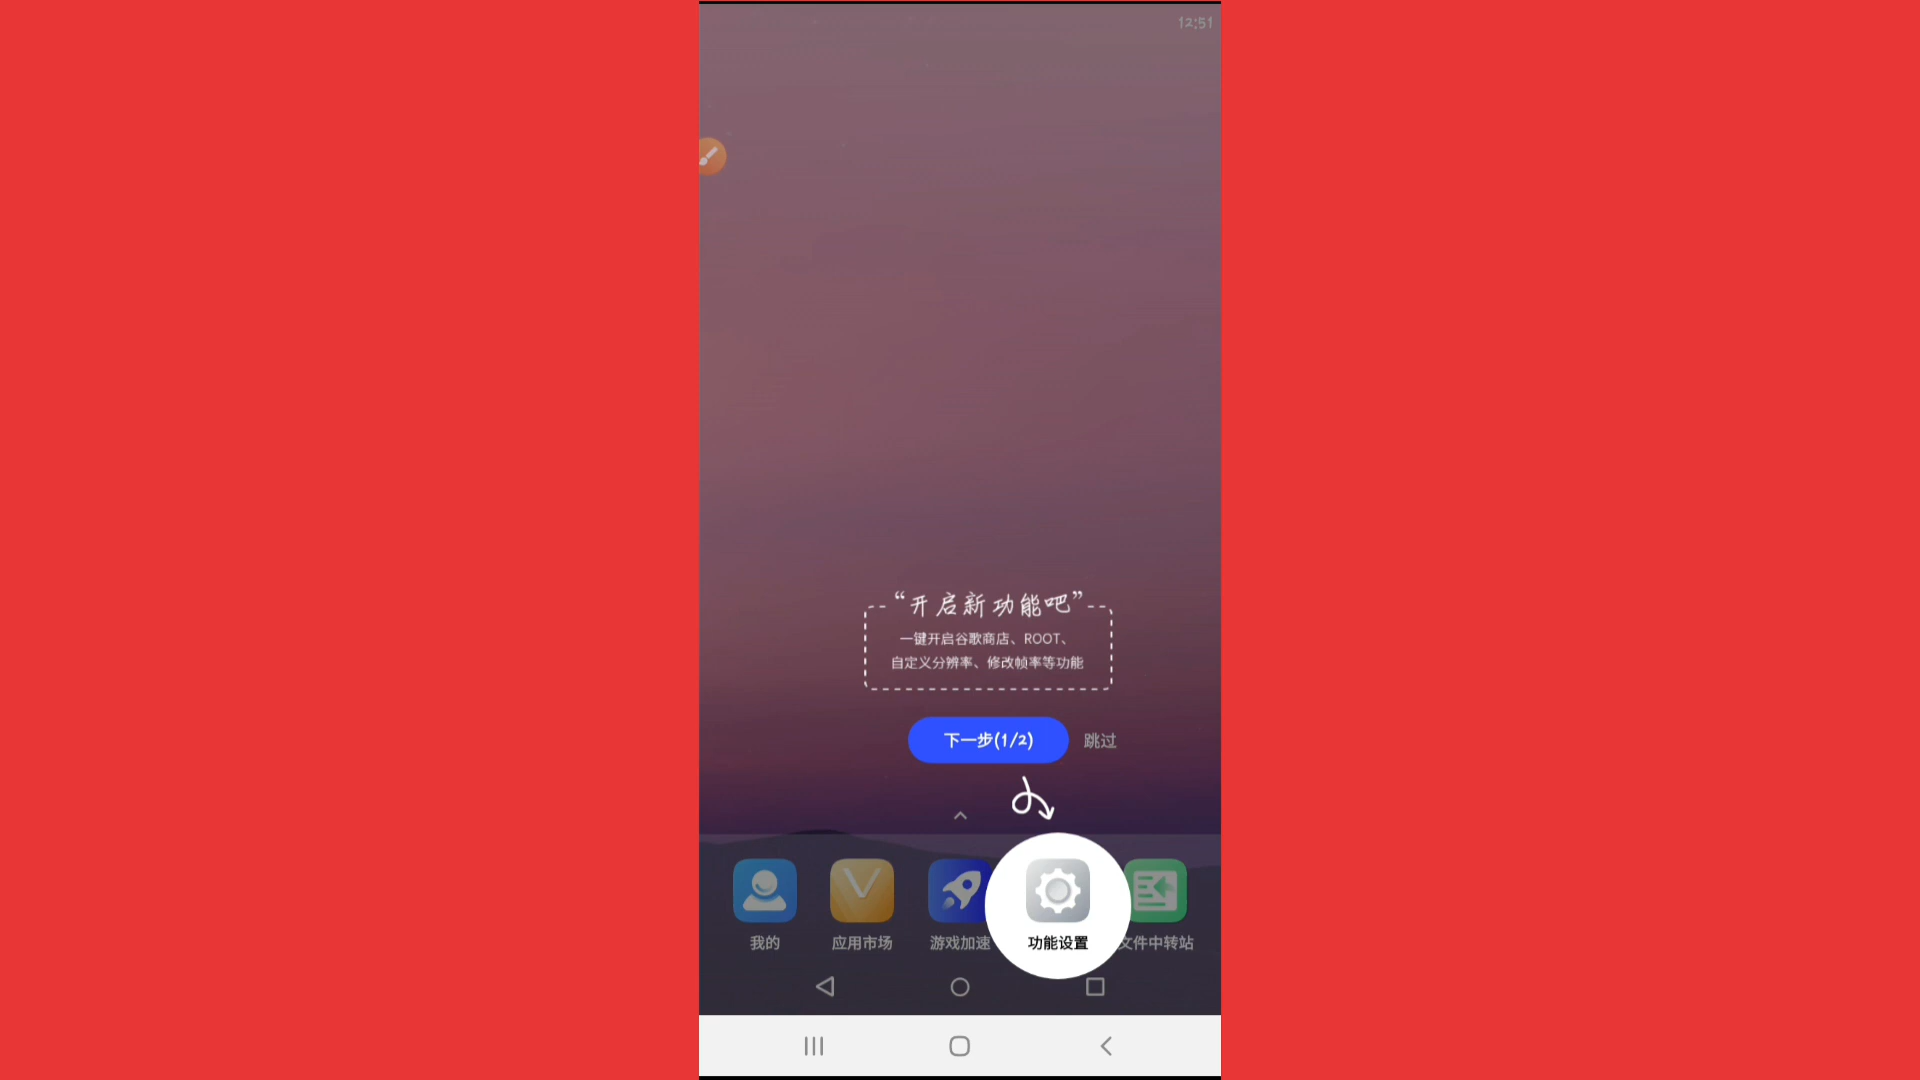 12:51
“开启新功能吧”
一键开启谷歌商店、ROOT、
自定义分辨率、修改帧率等功能
下一步(1/2)
跳过
我的
应用市场
游戏加速
功能设置
文件中转站